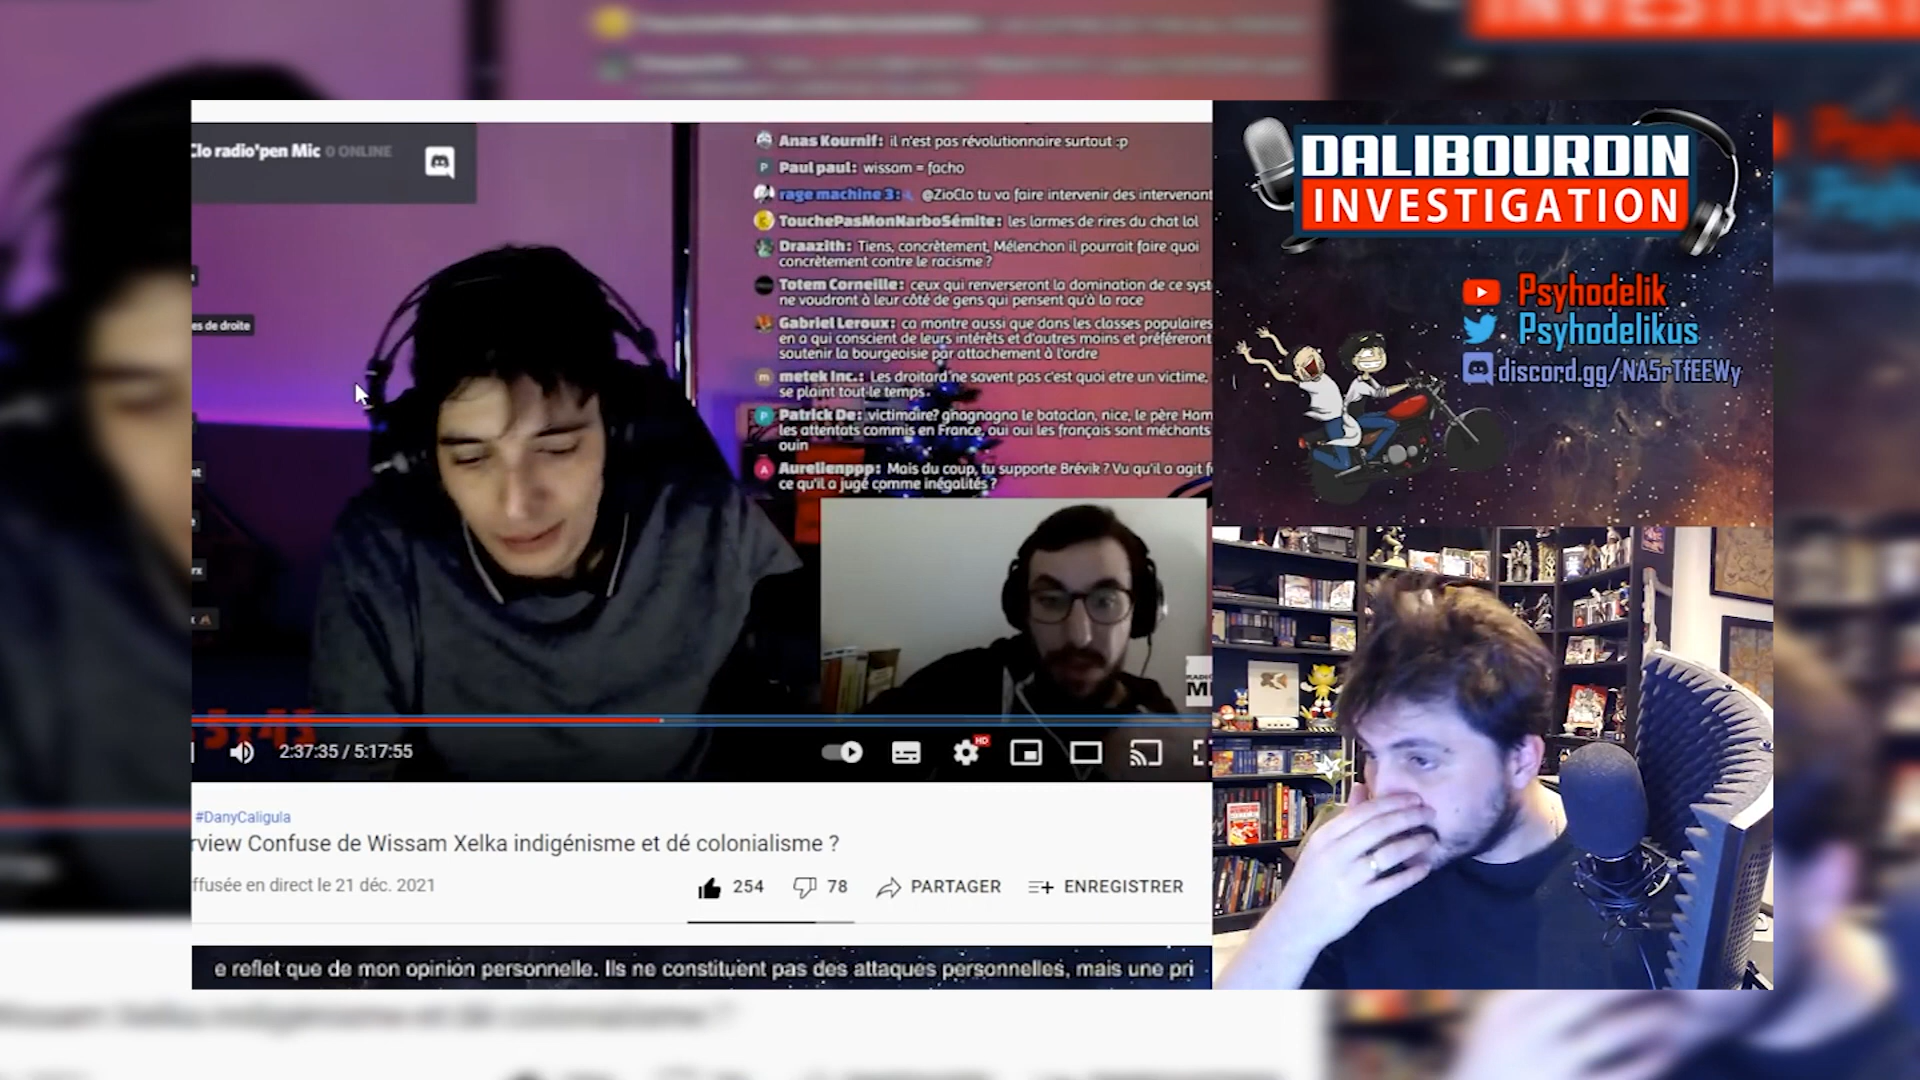 INVESTIGATION
Clo radio'pen Mic 0 ONLINE
es de droite
Anas Kournif: il n'est pas révolutionnaire surtout :p
Paul paul: wissam = facho
rage machine 3: @ZioClo tu va faire intervenir des intervenant
TouchePasMonNarboSémite: les larmes de rires du chat lol
Draazith: Tiens, concrètement, Mélenchon il pourrait faire quoi
concrètement contre le racisme ?
Totem Corneille: ceux qui renverseront la domination de ce syst
ne voudront à leur côté de gens qui pensent qu'à la race
Gabriel Leroux: ca montre aussi que dans les classes populaires
en a qui conscient de leurs intérêts et d'autres moins et préfèreront
soutenir la bourgeoisie par attachement à l'ordre
metek Inc.: Les droitard ne savent pas c'est quoi etre un victime,
se plaint tout le temps.
Patrick De: victimaire? gnagnagna le bataclan, nice, le père Ham
les attentats commis en France, oui oui les français sont méchants
ouin
Aurelienppp: Mais du coup, tu supporte Brévik ? Vu qu'il a agit f
ce qu'il a jugé comme inégalités ?
DALIBOURDIN
INVESTIGATION
Psyhodelik
Psyhodelikus
discord.gg/NA5rTfEEWy
2:37:35 / 5:17:55
HD
#DanyCaligula
rview Confuse de Wissam Xelka indigénisme et dé colonialisme ?
ffusée en direct le 21 déc. 2021
254
78
PARTAGER
ENREGISTRER
e reflet que de mon opinion personnelle. Ils ne constituent pas des attaques personnelles, mais une pri